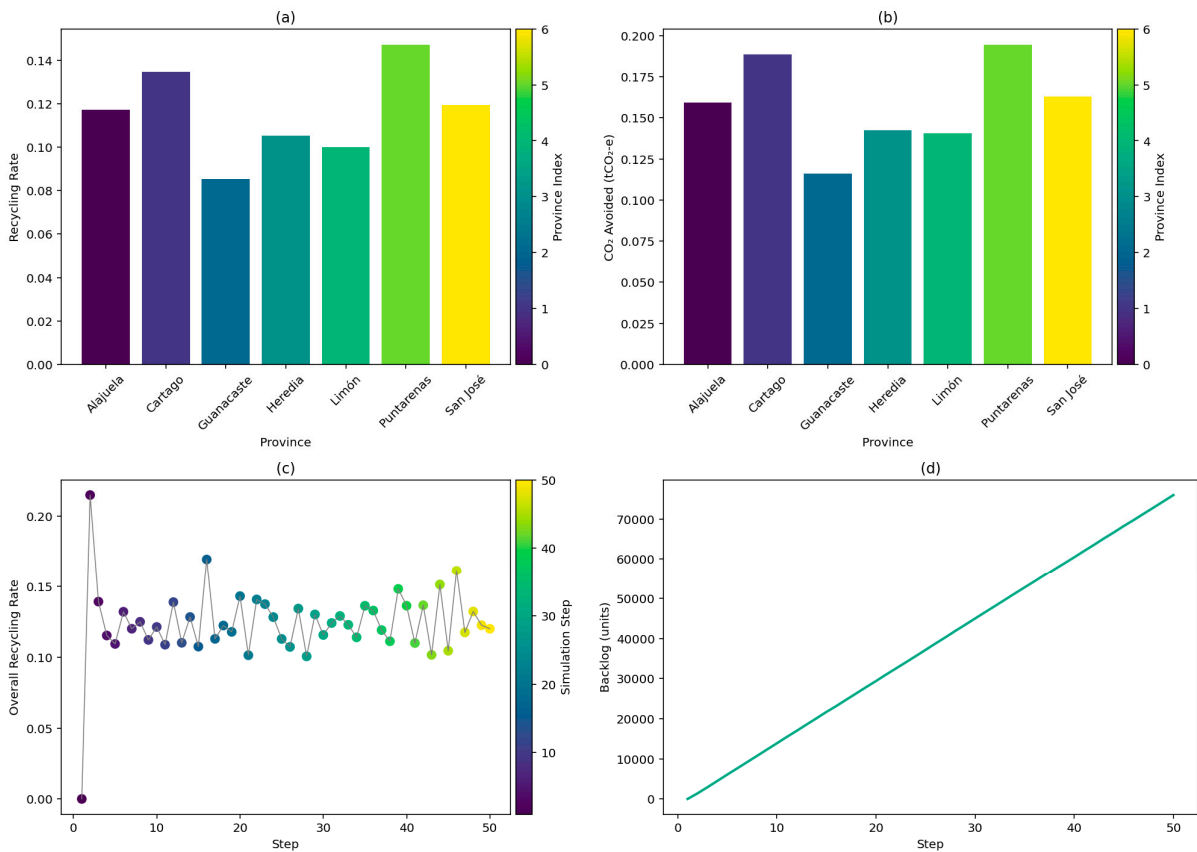 (a)
Recycling Rate
0.14
0.12
0.10
0.08
0.06
0.04
0.02
0.00
Alajuela
Cartago
Guanacaste
Heredia
Limón
Puntarenas
San José
Province
6
5
4
3
2
1
0
Province Index
(b)
CO₂ Avoided (tCO₂-e)
0.200
0.175
0.150
0.125
0.100
0.075
0.050
0.025
0.000
Alajuela
Cartago
Guanacaste
Heredia
Limón
Puntarenas
San José
Province
6
5
4
3
2
1
0
Province Index
(c)
Overall Recycling Rate
0.20
0.15
0.10
0.05
0.00
0
10
20
30
40
50
Step
50
40
30
20
10
Simulation Step
(d)
Backlog (units)
70000
60000
50000
40000
30000
20000
10000
0
0
10
20
30
40
50
Step